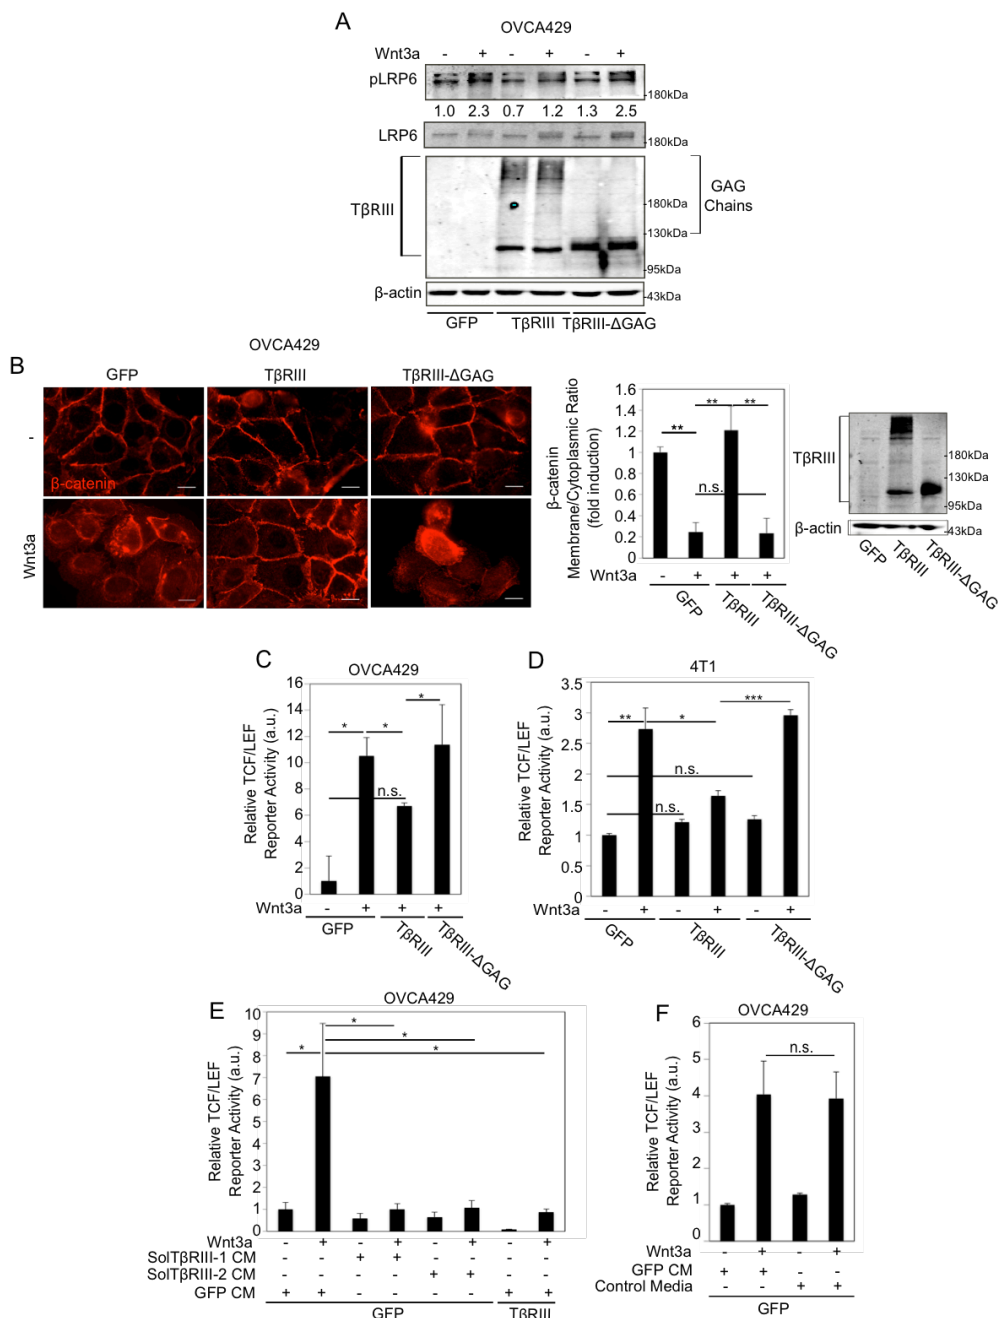 A
OVCA429
Wnt3a - + - + - +
pLRP6
-180kDa
1.0 2.3 0.7 1.2 1.3 2.5
LRP6
-180kDa
TβRIII
GAG
Chains
-180kDa
130kDa
-95kDa
β-actin
-43kDa
GFP TβRIII TβRIII-ΔGAG
B
OVCA429
GFP TβRIII TβRIII-ΔGAG
-
β-catenin
Wnt3a
β-catenin
Membrane/Cytoplasmic Ratio
(fold induction)
1.6
1.4
1.2
1
0.8
0.6
0.4
0.2
0
** ** **
n.s.
Wnt3a - + + +
GFP TβRIII TβRIII-ΔGAG
TβRIII
-180kDa
-130kDa
-95kDa
β-actin
-43kDa
GFP TβRIII TβRIII-ΔGAG
C
OVCA429
Relative TCF/LEF
Reporter Activity (a.u.)
16
14
12
10
8
6
4
2
0
* * *
n.s.
Wnt3a - + + +
GFP TβRIII TβRIII-ΔGAG
D
4T1
Relative TCF/LEF
Reporter Activity (a.u.)
3.5
3
2.5
2
1.5
1
0.5
0
** * ***
n.s.
n.s.
Wnt3a - + - + - +
GFP TβRIII TβRIII-ΔGAG
E
OVCA429
Relative TCF/LEF
Reporter Activity (a.u.)
10
9
8
7
6
5
4
3
2
1
0
* * * *
Wnt3a - + - + - + - +
SolTβRIII-1 CM - - + + - - - -
SolTβRIII-2 CM - - - - + + - -
GFP CM + + - - - - + +
GFP TβRIII
F
OVCA429
Relative TCF/LEF
Reporter Activity (a.u.)
6
5
4
3
2
1
0
n.s.
Wnt3a - + - +
GFP CM + + - -
Control Media - - + +
GFP